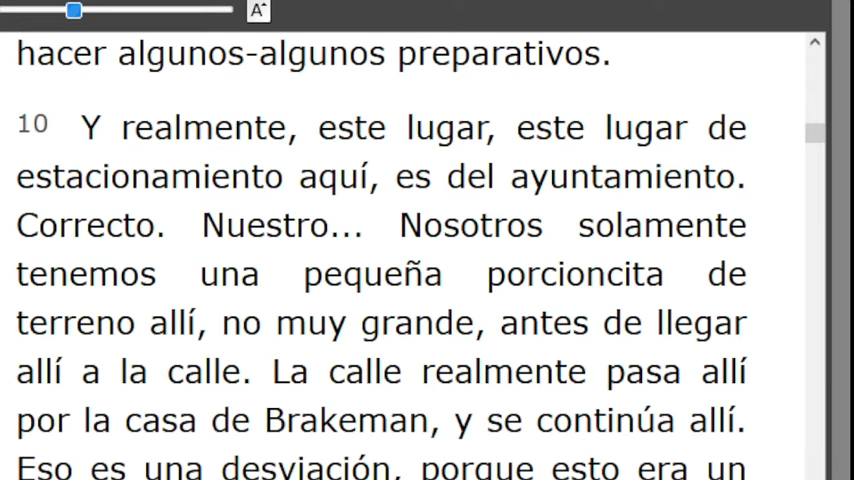 A
hacer algunos-algunos preparativos.
10 Y realmente, este lugar, este lugar de
estacionamiento aquí, es del ayuntamiento.
Correcto. Nuestro… Nosotros solamente
tenemos una pequeña porcioncita de
terreno allí, no muy grande, antes de llegar
allí a la calle. La calle realmente pasa allí
por la casa de Brakeman, y se continúa allí.
Eso es una desviación, porque esto era un